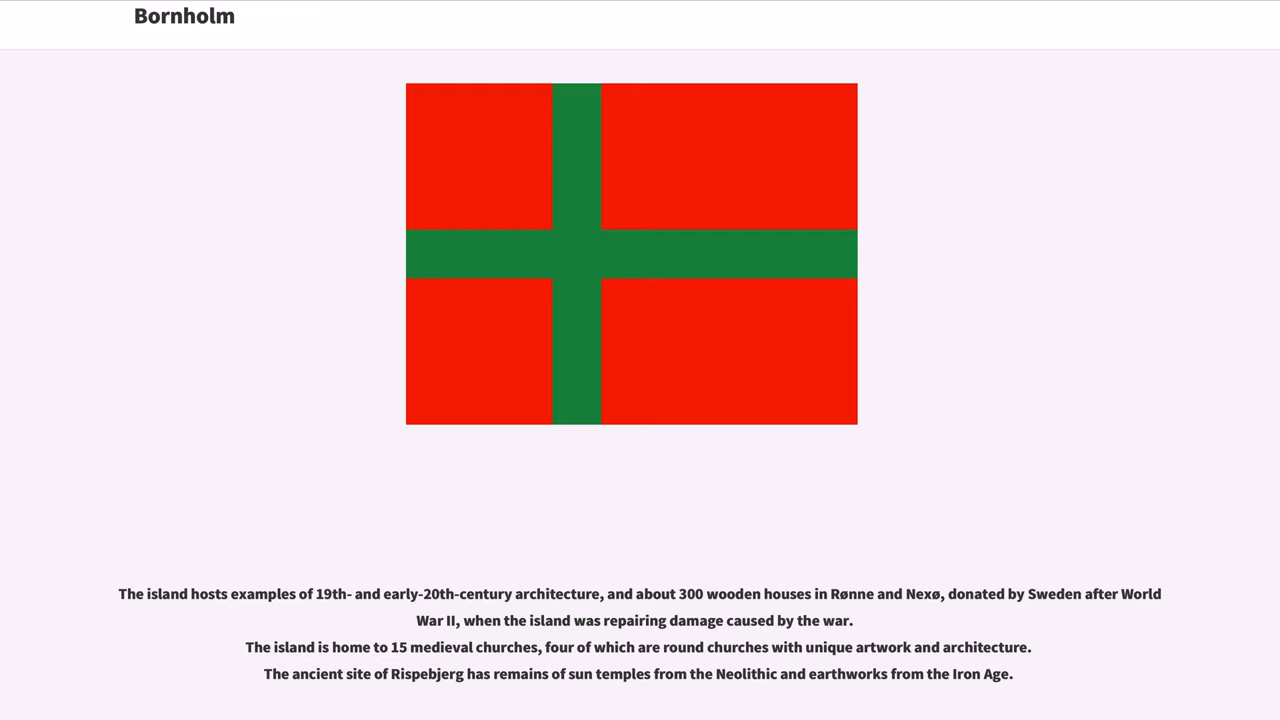 Bornholm
The island hosts examples of 19th- and early-20th-century architecture, and about 300 wooden houses in Rønne and Nexø, donated by Sweden after World
War II, when the island was repairing damage caused by the war.
The island is home to 15 medieval churches, four of which are round churches with unique artwork and architecture.
The ancient site of Rispebjerg has remains of sun temples from the Neolithic and earthworks from the Iron Age.